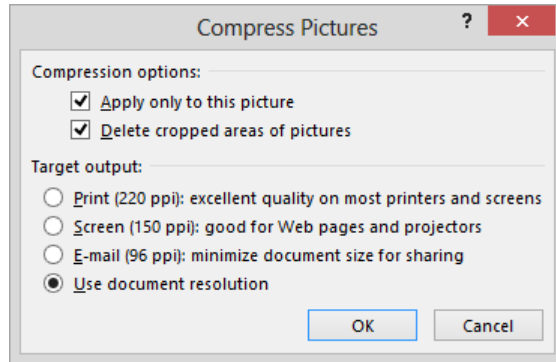 Compress Pictures
?
×
Compression options:
Apply only to this picture
Delete cropped areas of pictures
Target output:
Print (220 ppi): excellent quality on most printers and screens
Screen (150 ppi): good for Web pages and projectors
E-mail (96 ppi): minimize document size for sharing
Use document resolution
OK
Cancel